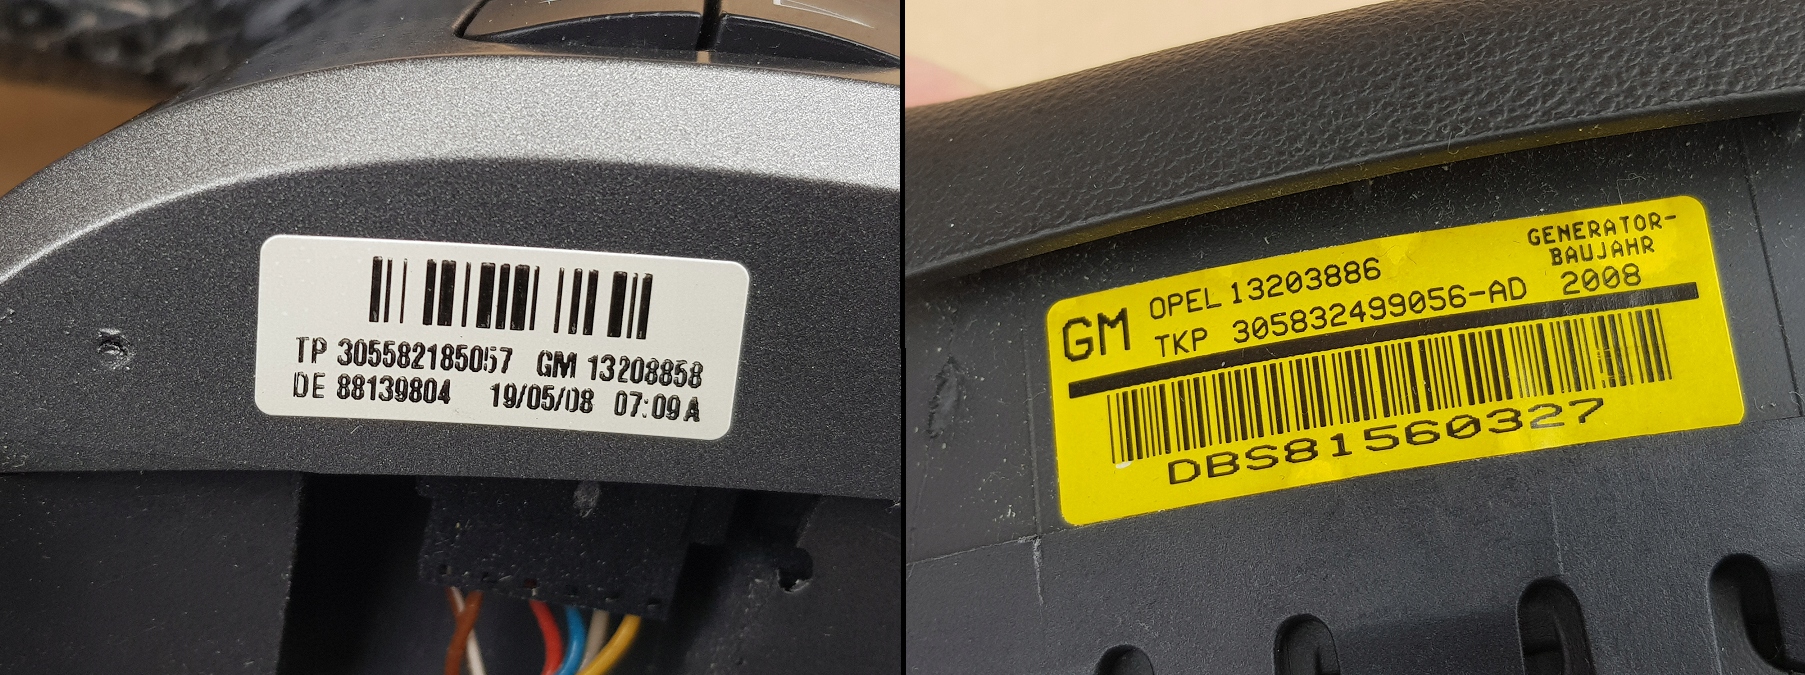 TP 305582185057 GM 13208858
DE 88139804 19/05/08 07:09 A
GENERATOR-
BAUJAHR
2008
GM
OPEL 13203886
TKP 305832499056-AD
DBS81560327